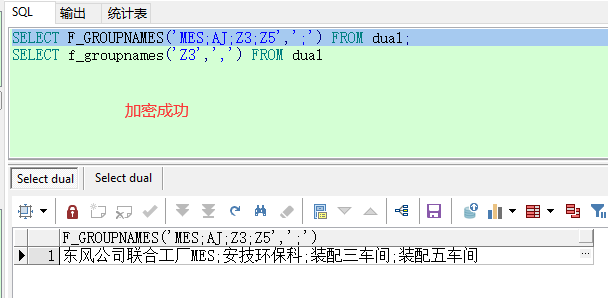 SQL 输出 统计表
SELECT F_GROUPNAMES('MES;AJ;Z3;Z5',';') FROM dual;
SELECT f_groupnames('Z3',',') FROM dual
加密成功
Select dual Select dual
F_GROUPNAMES('MES;AJ;Z3;Z5',';')
1 东风公司联合工厂MES;安技环保科;装配三车间;装配五车间 ...